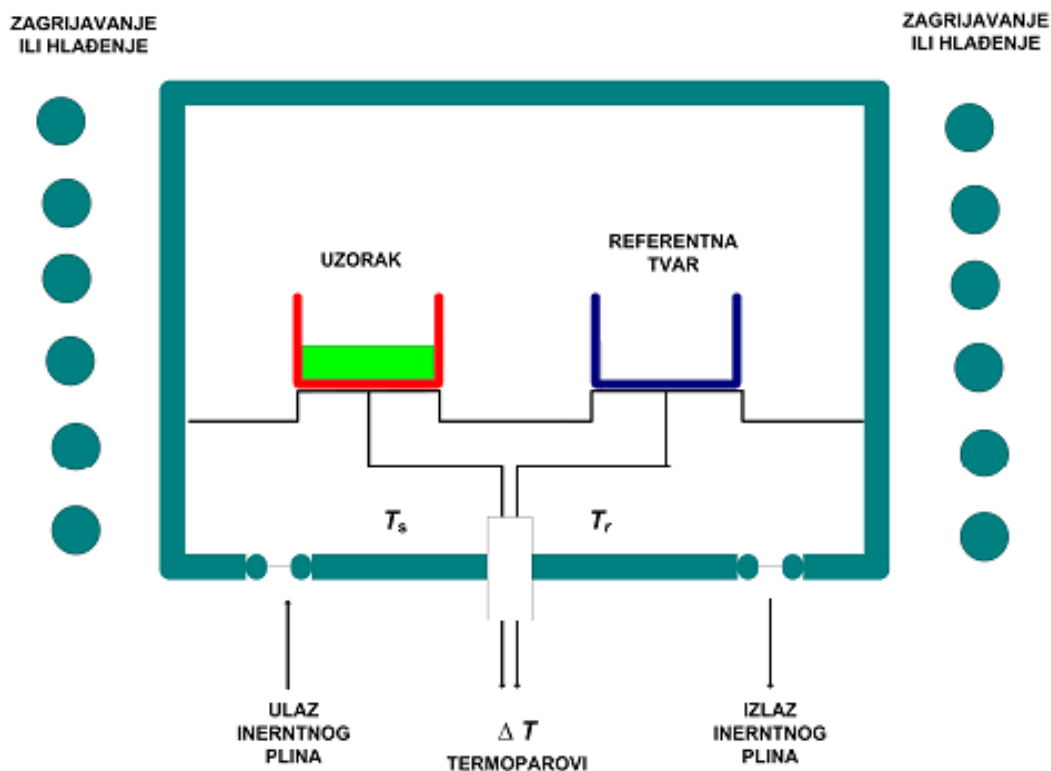 ZAGRIJAVANJE
ILI HLAĐENJE
ZAGRIJAVANJE
ILI HLAĐENJE
UZORAK
REFERENTNA
TVAR
Ts
Tr
ULAZ
INERNTNOG
PLINA
Δ T
TERMOPAROVI
IZLAZ
INERNTNOG
PLINA